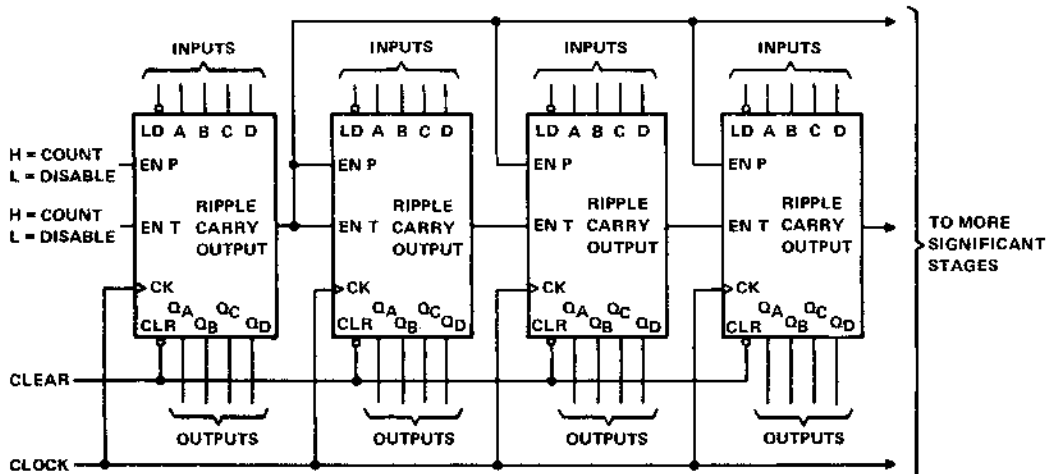 INPUTS INPUTS INPUTS INPUTS
LD A B C D LD A B C D LD A B C D LD A B C D
H = COUNT
L = DISABLE
EN P EN P EN P EN P
H = COUNT
L = DISABLE
EN T RIPPLE CARRY OUTPUT
EN T RIPPLE CARRY OUTPUT
EN T RIPPLE CARRY OUTPUT
EN T RIPPLE CARRY OUTPUT
TO MORE
SIGNIFICANT
STAGES
CK CK CK CK
CLR QA QB QC QD
CLR QA QB QC QD
CLR QA QB QC QD
CLR QA QB QC QD
CLEAR
OUTPUTS OUTPUTS OUTPUTS OUTPUTS
CLOCK